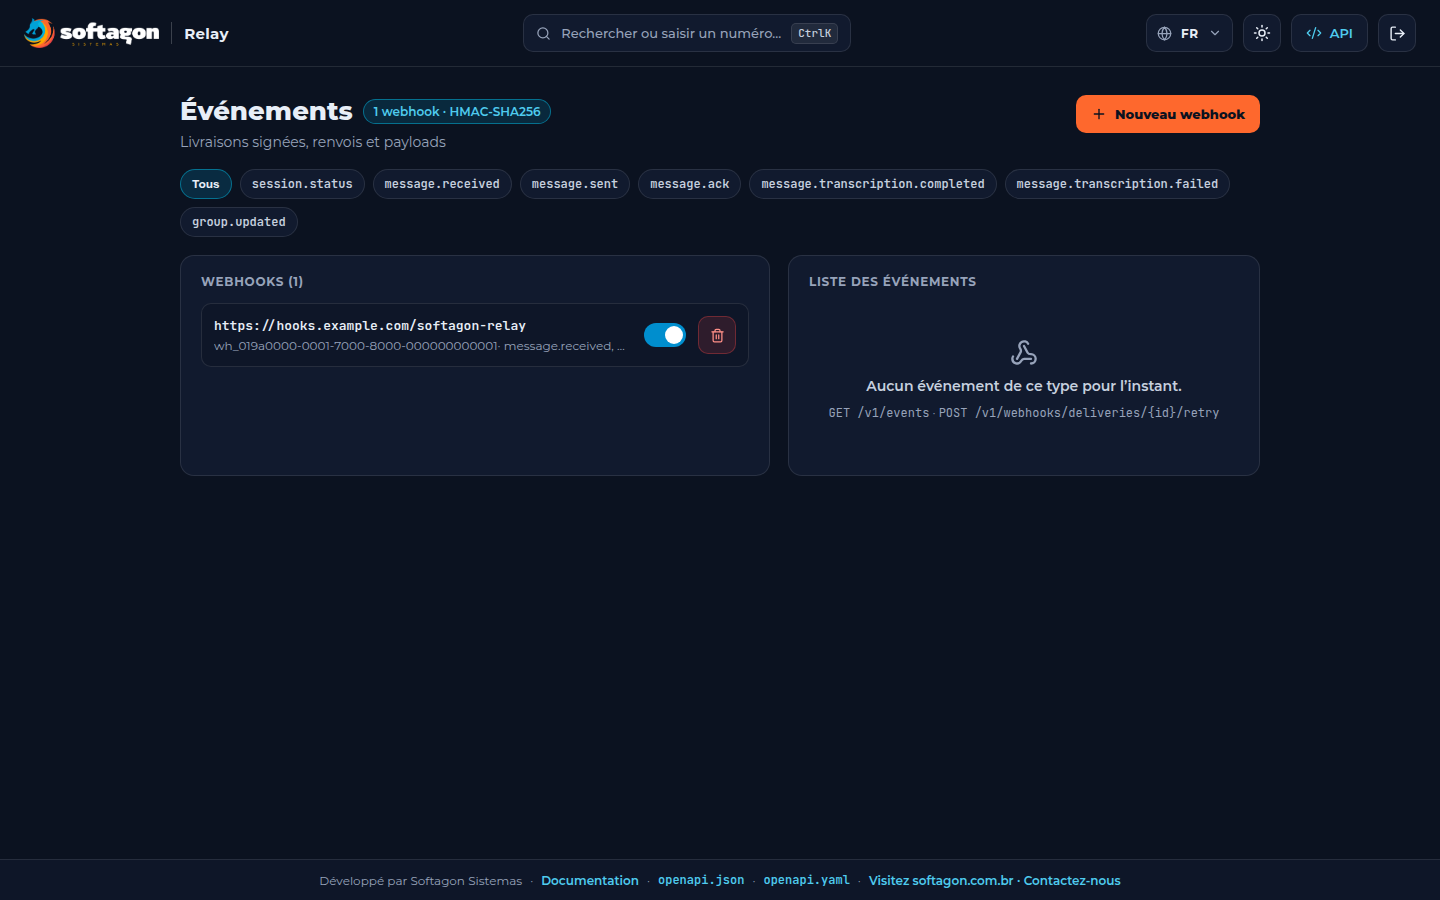 softagon
SISTEMAS
Relay
Rechercher ou saisir un numéro...
CtrlK
FR
API
Événements
1 webhook · HMAC-SHA256
Nouveau webhook
Livraisons signées, renvois et payloads
Tous
session.status
message.received
message.sent
message.ack
message.transcription.completed
message.transcription.failed
group.updated
WEBHOOKS (1)
https://hooks.example.com/softagon-relay
wh_019a0000-0001-7000-8000-000000000001· message.received, ...
LISTE DES ÉVÉNEMENTS
Aucun événement de ce type pour l’instant.
GET /v1/events · POST /v1/webhooks/deliveries/{id}/retry
Développé par Softagon Sistemas · Documentation · openapi.json · openapi.yaml · Visitez softagon.com.br · Contactez-nous